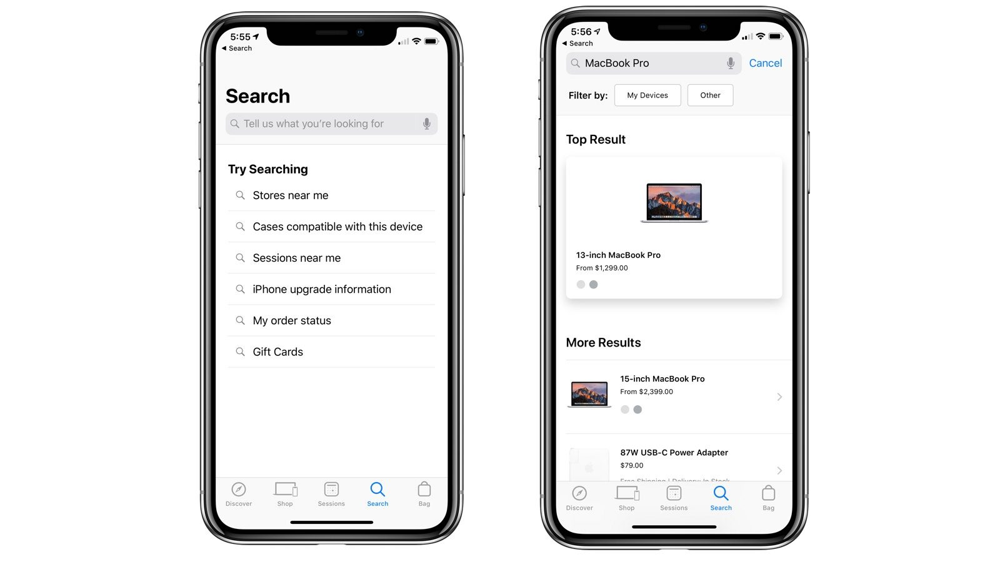 5:55
Search
Search
Tell us what you're looking for
Try Searching
Stores near me
Cases compatible with this device
Sessions near me
iPhone upgrade information
My order status
Gift Cards
Discover
Shop
Sessions
Search
Bag
5:56
Search
MacBook Pro
Cancel
Filter by:
My Devices
Other
Top Result
13-inch MacBook Pro
From $1,299.00
More Results
15-inch MacBook Pro
From $2,399.00
87W USB-C Power Adapter
$79.00
Free Shipping | Delivery: In Stock
Discover
Shop
Sessions
Search
Bag